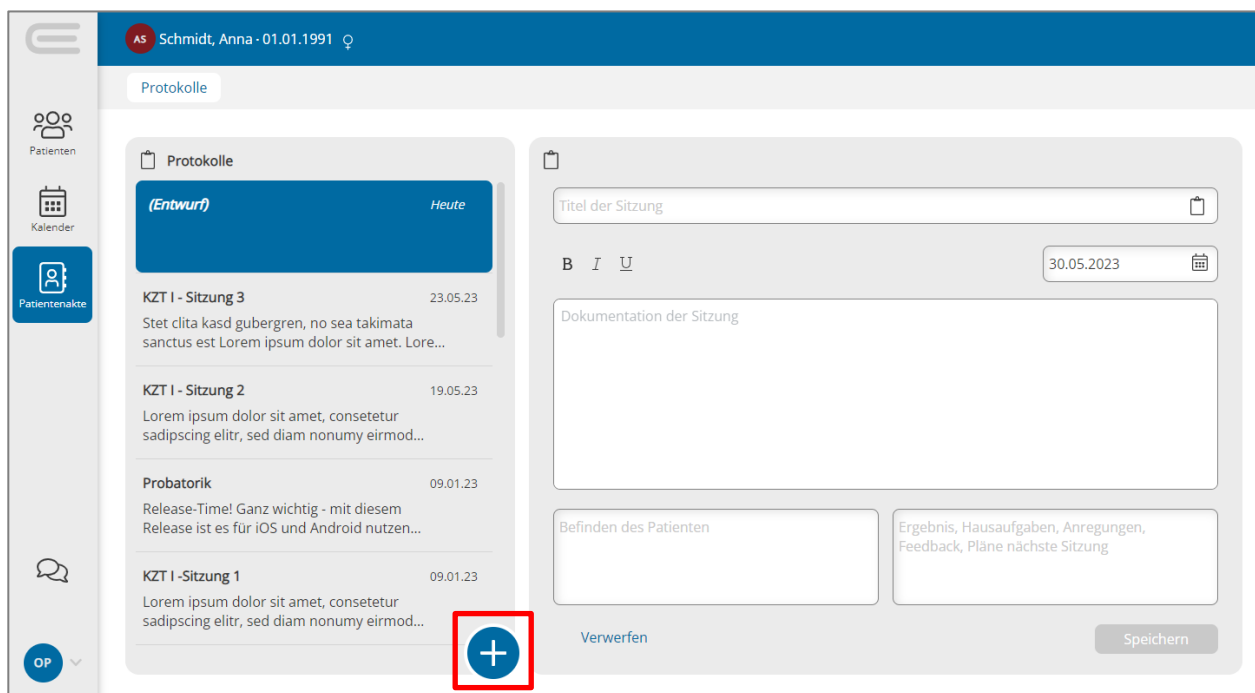 AS Schmidt, Anna - 01.01.1991 ♀
Protokolle
Patienten
Kalender
Patientenakte
OP
Protokolle
(Entwurf) Heute
KZT I - Sitzung 3 23.05.23
Stet clita kasd gubergren, no sea takimata
sanctus est Lorem ipsum dolor sit amet. Lore...
KZT I - Sitzung 2 19.05.23
Lorem ipsum dolor sit amet, consetetur
sadipscing elitr, sed diam nonumy eirmod...
Probatorik 09.01.23
Release-Time! Ganz wichtig - mit diesem
Release ist es für iOS und Android nutzen...
KZT I -Sitzung 1 09.01.23
Lorem ipsum dolor sit amet, consetetur
sadipscing elitr, sed diam nonumy eirmod...
Titel der Sitzung
B I U 30.05.2023
Dokumentation der Sitzung
Befinden des Patienten
Ergebnis, Hausaufgaben, Anregungen,
Feedback, Pläne nächste Sitzung
Verwerfen Speichern